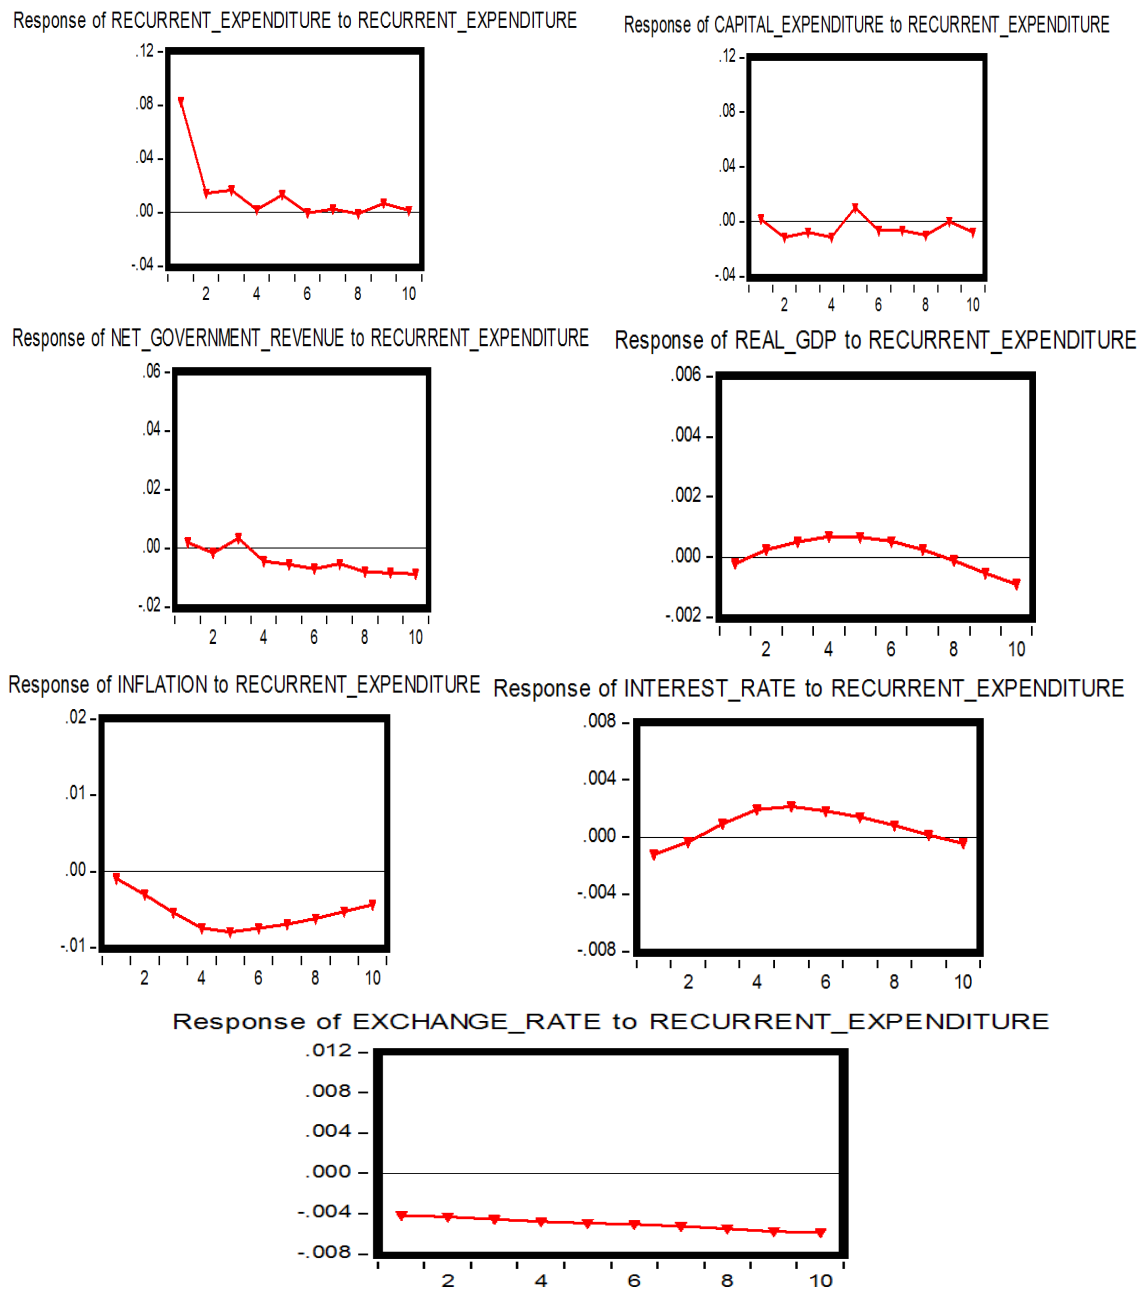 Response of RECURRENT_EXPENDITURE to RECURRENT_EXPENDITURE
.12
.08
.04
.00
-.04
2 4 6 8 10
Response of CAPITAL_EXPENDITURE to RECURRENT_EXPENDITURE
.12
.08
.04
.00
-.04
2 4 6 8 10
Response of NET_GOVERNMENT_REVENUE to RECURRENT_EXPENDITURE
.06
.04
.02
.00
-.02
2 4 6 8 10
Response of REAL_GDP to RECURRENT_EXPENDITURE
.006
.004
.002
.000
-.002
2 4 6 8 10
Response of INFLATION to RECURRENT_EXPENDITURE
.02
.01
.00
-.01
2 4 6 8 10
Response of INTEREST_RATE to RECURRENT_EXPENDITURE
.008
.004
.000
-.004
-.008
2 4 6 8 10
Response of EXCHANGE_RATE to RECURRENT_EXPENDITURE
.012
.008
.004
.000
-.004
-.008
2 4 6 8 10